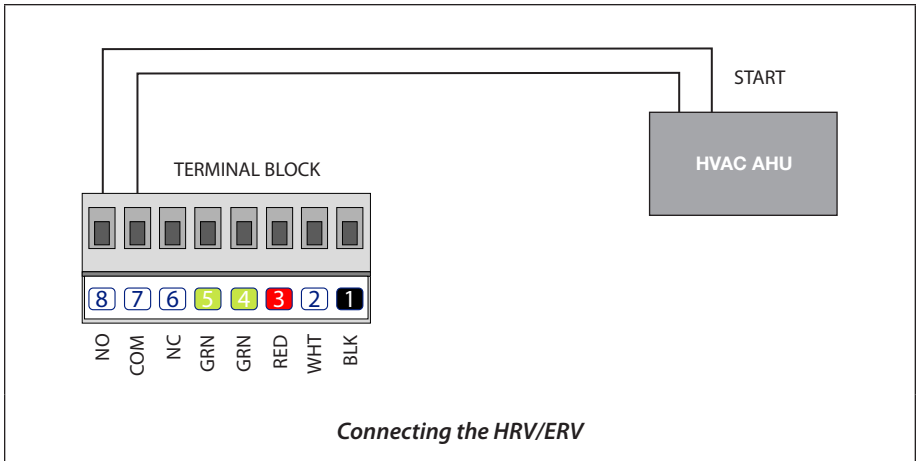 START
HVAC AHU
TERMINAL BLOCK
8 7 6 5 4 3 2 1
NO COM NC GRN GRN RED WHT BLK
Connecting the HRV/ERV